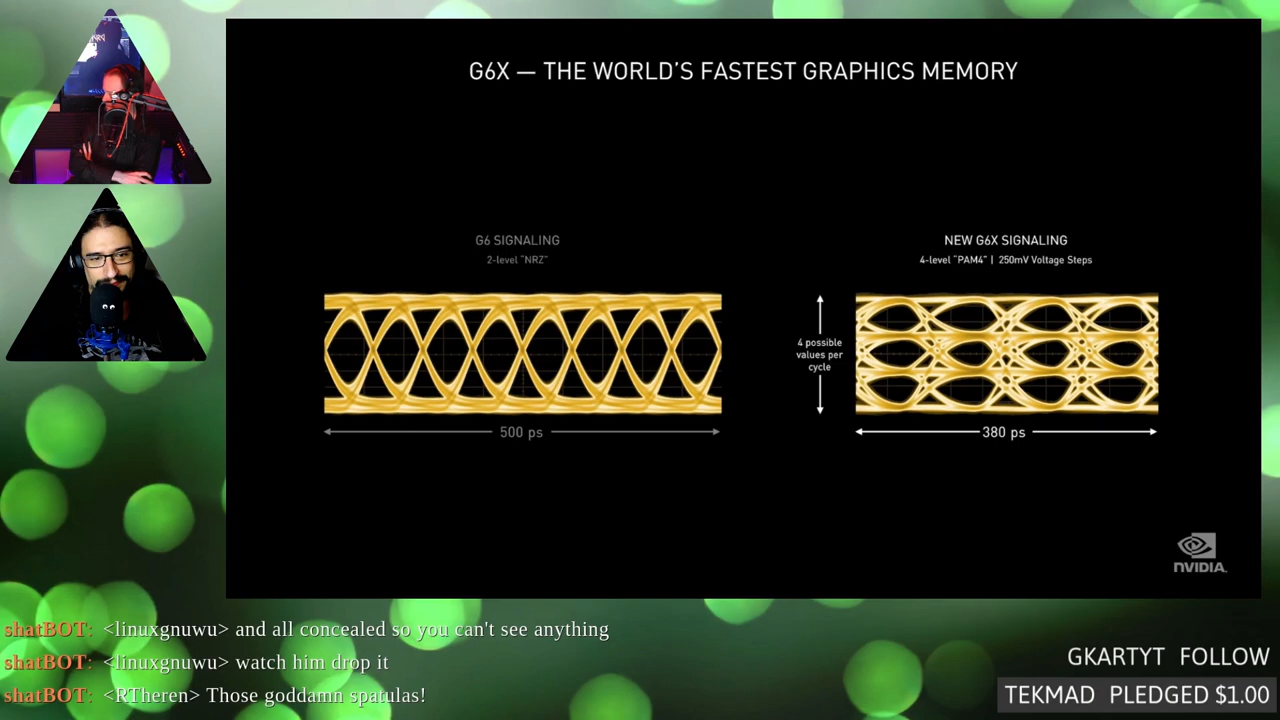 G6X — THE WORLD'S FASTEST GRAPHICS MEMORY
G6 SIGNALING
2-level "NRZ"
500 ps
NEW G6X SIGNALING
4-level "PAM4" | 250mV Voltage Steps
4 possible
values per
cycle
380 ps
NVIDIA.
shatBOT: <linuxgnuwu> and all concealed so you can't see anything
shatBOT: <linuxgnuwu> watch him drop it
shatBOT: <RTheren> Those goddamn spatulas!
GKARTYT FOLLOW
TEKMAD PLEDGED $1.00